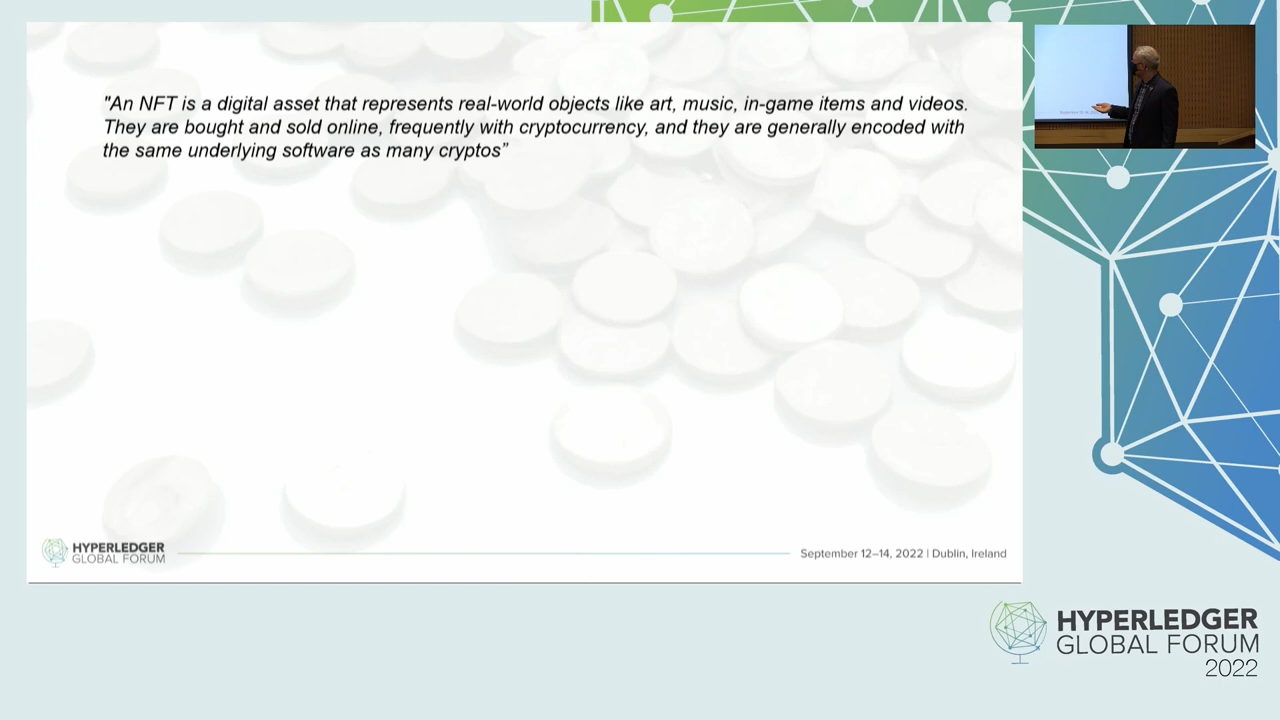 "An NFT is a digital asset that represents real-world objects like art, music, in-game items and videos.
They are bought and sold online, frequently with cryptocurrency, and they are generally encoded with
the same underlying software as many cryptos”
HYPERLEDGER
GLOBAL FORUM
September 12–14, 2022 | Dublin, Ireland
HYPERLEDGER
GLOBAL FORUM
2022